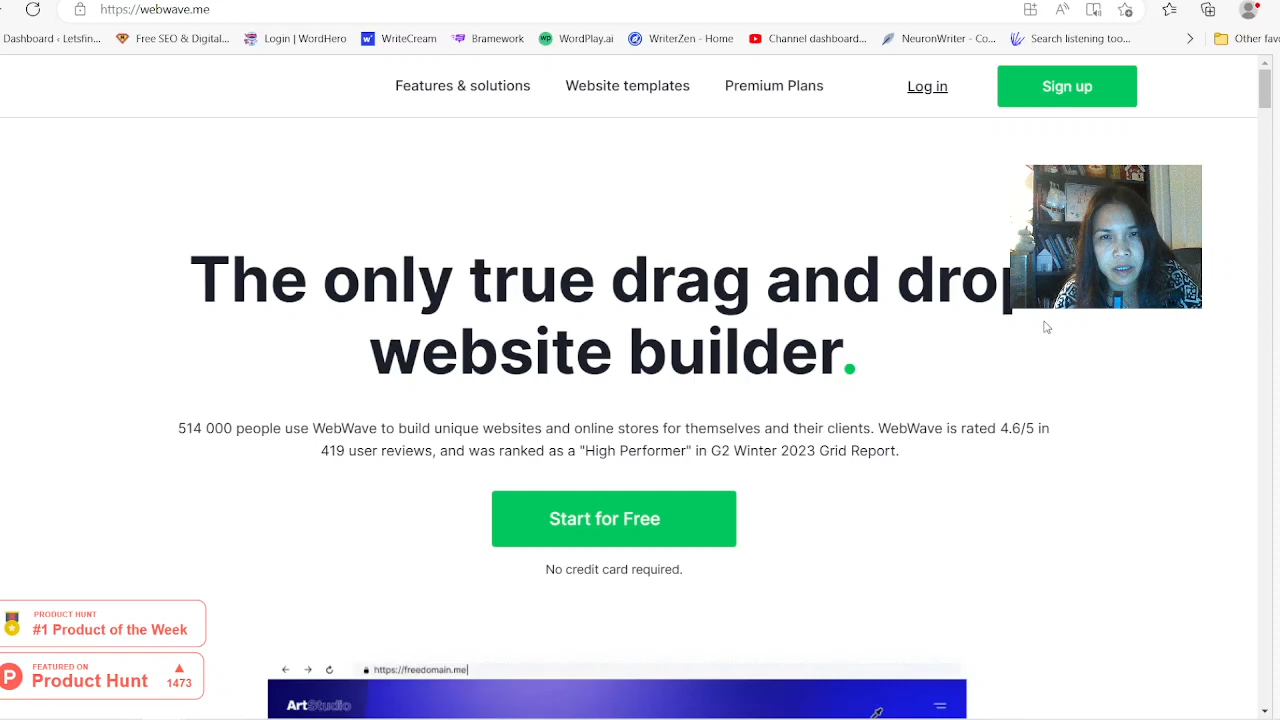 https://webwave.me
Dashboard ‹ Letsfin...
Free SEO & Digital...
Login | WordHero
WriteCream
Bramework
WordPlay.ai
WriterZen - Home
Channel dashboard...
NeuronWriter - Co...
Search listening too...
Other fav
Features & solutions
Website templates
Premium Plans
Log in
Sign up
The only true drag and drop
website builder.
514 000 people use WebWave to build unique websites and online stores for themselves and their clients. WebWave is rated 4.6/5 in
419 user reviews, and was ranked as a "High Performer" in G2 Winter 2023 Grid Report.
Start for Free
No credit card required.
PRODUCT HUNT
#1 Product of the Week
FEATURED ON
Product Hunt
1473
https://freedomain.me
ArtStudio